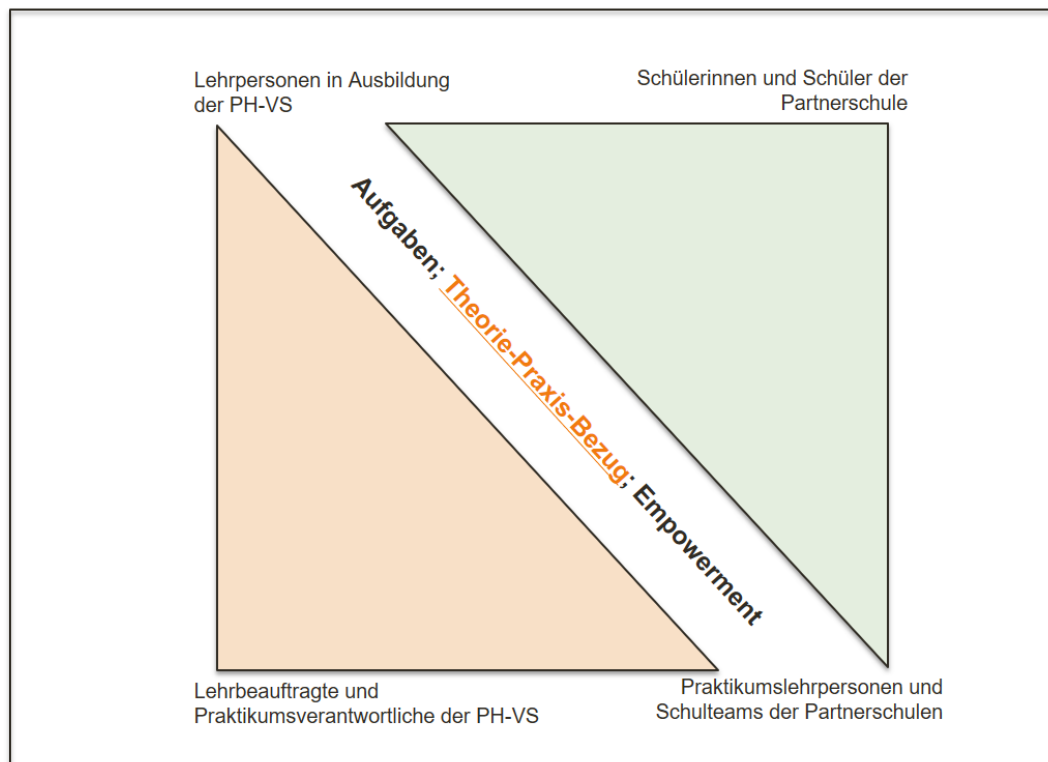 Lehrpersonen in Ausbildung
der PH-VS
Schülerinnen und Schüler der
Partnerschule
Aufgaben; Theorie-Praxis-Bezug; Empowerment
Lehrbeauftragte und
Praktikumsverantwortliche der PH-VS
Praktikumslehrpersonen und
Schulteams der Partnerschulen